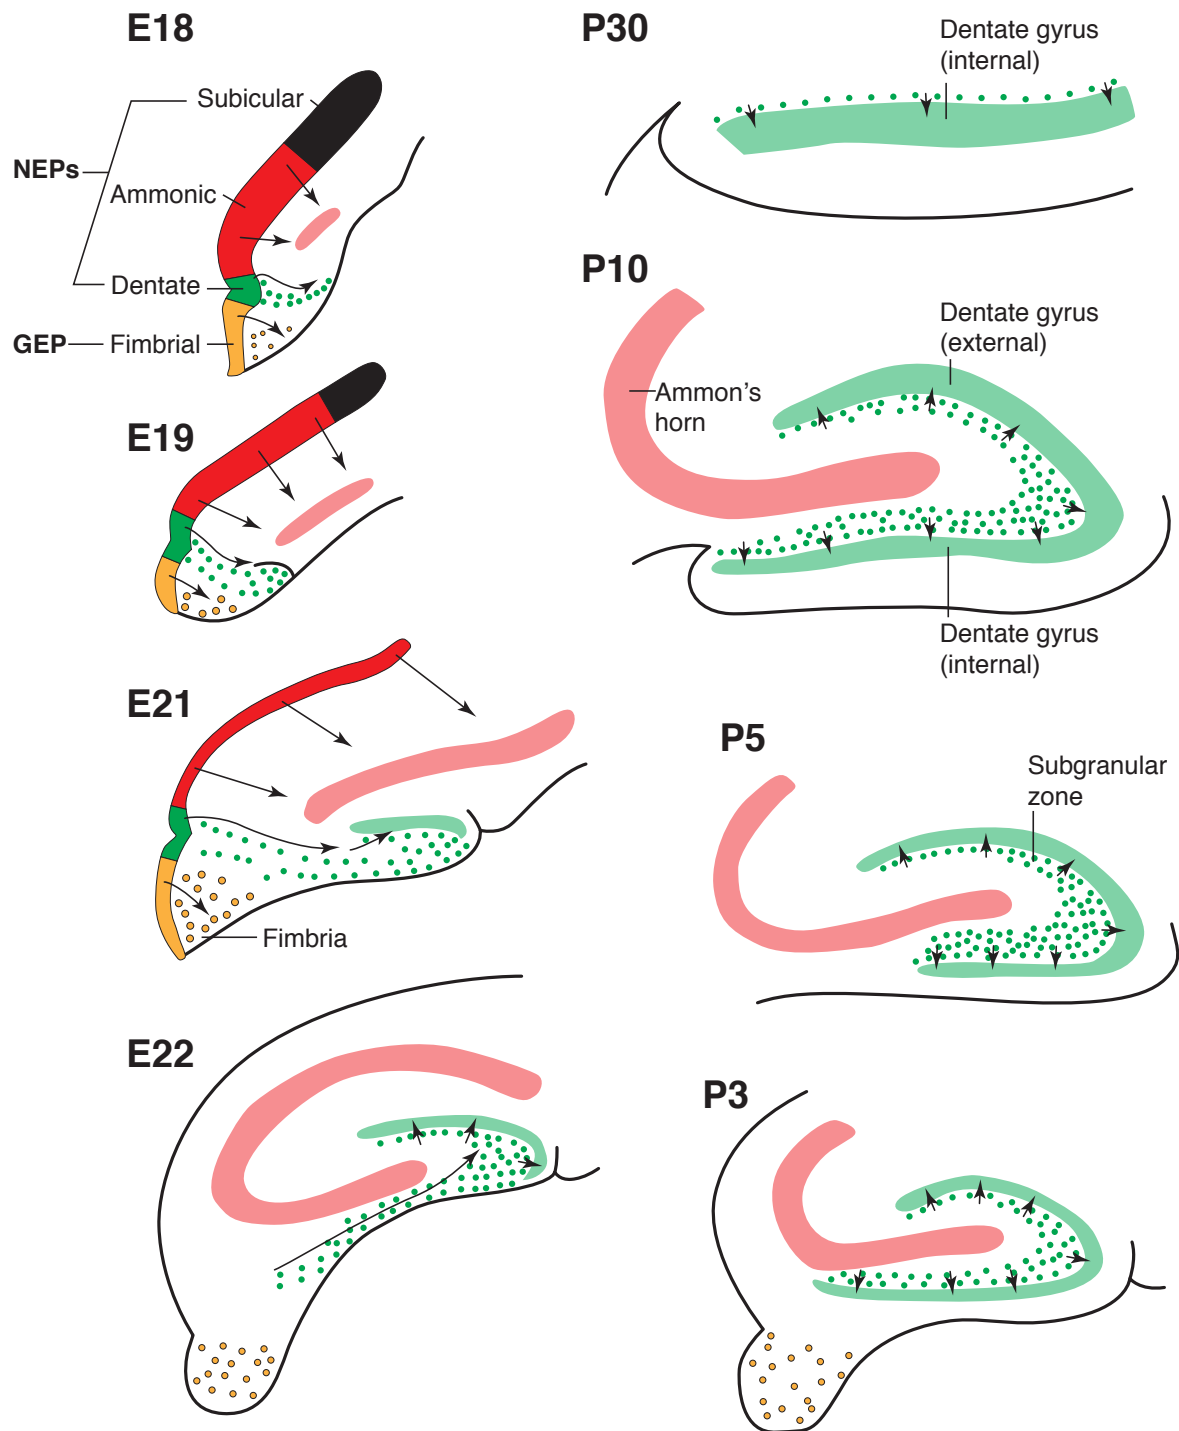 E18
Subicular
NEPs
Ammonic
Dentate
GEP
Fimbrial
E19
E21
Fimbria
E22
P30
Dentate gyrus
(internal)
P10
Dentate gyrus
(external)
Ammon's
horn
Dentate gyrus
(internal)
P5
Subgranular
zone
P3